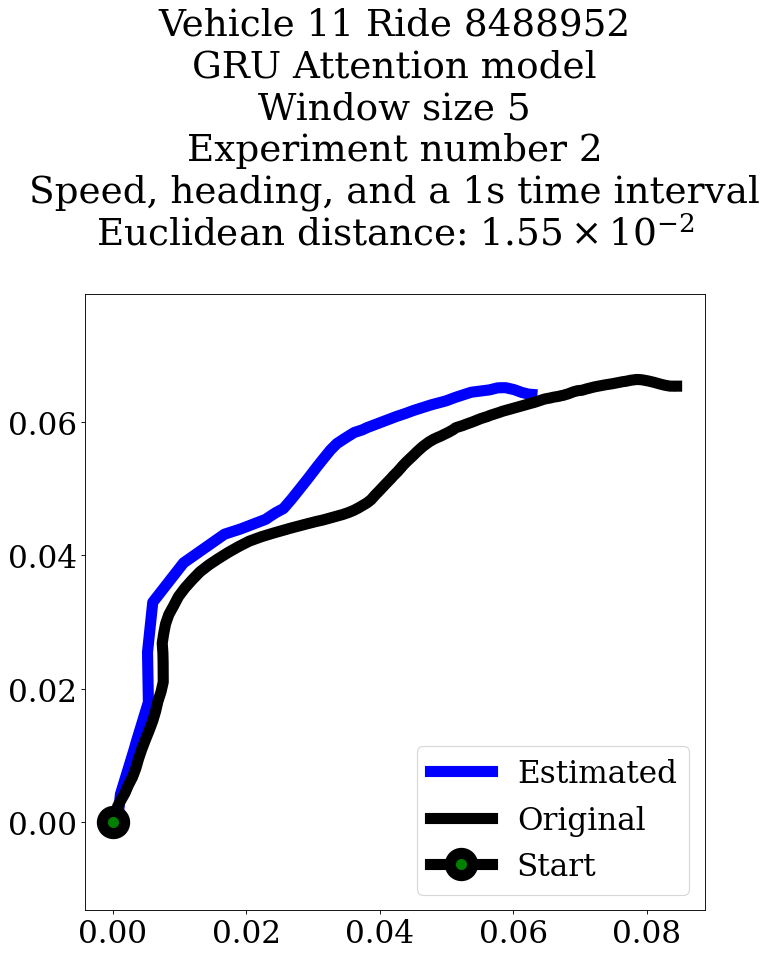 Vehicle 11 Ride 8488952
GRU Attention model
Window size 5
Experiment number 2
Speed, heading, and a 1s time interval
Euclidean distance: 1.55 × 10⁻²
0.06
0.04
0.02
0.00
Estimated
Original
Start
0.00 0.02 0.04 0.06 0.08